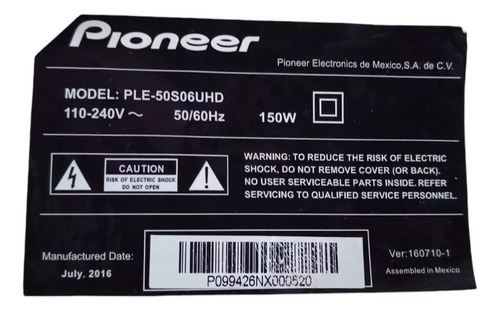 Pioneer
Pioneer Electronics de Mexico,S.A. de C.V.
MODEL: PLE-50S06UHD
110-240V ~ 50/60Hz 150W
CAUTION
RISK OF ELECTRIC SHOCK
DO NOT OPEN
WARNING: TO REDUCE THE RISK OF ELECTRIC
SHOCK, DO NOT REMOVE COVER (OR BACK).
NO USER SERVICEABLE PARTS INSIDE. REFER
SERVICING TO QUALIFIED SERVICE PERSONNEL.
Manufactured Date:
July, 2016
P099426NX000520
Ver:160710-1
Assembled in Mexico